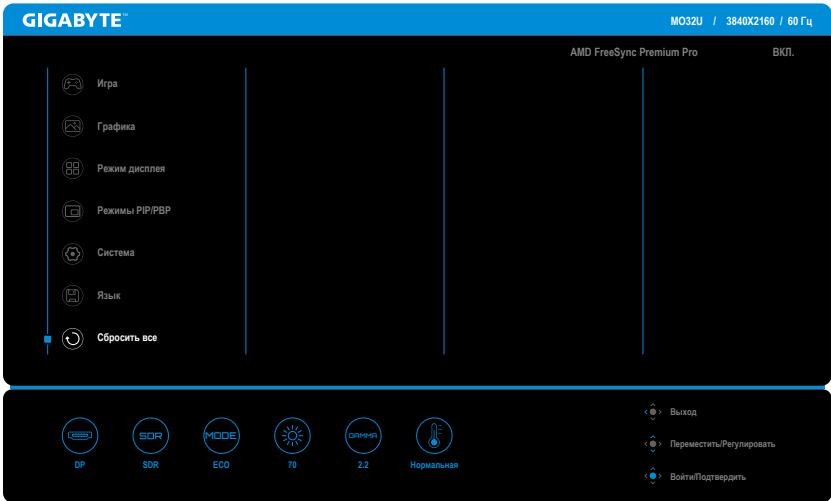 GIGABYTE™
MO32U / 3840X2160 / 60 Гц
AMD FreeSync Premium Pro ВКЛ.
Игра
Графика
Режим дисплея
Режимы PIP/PBP
Система
Язык
Сбросить все
SDR MODE GAMMA
DP SDR ECO 70 2.2 Нормальная
Выход
Переместить/Регулировать
Войти/Подтвердить